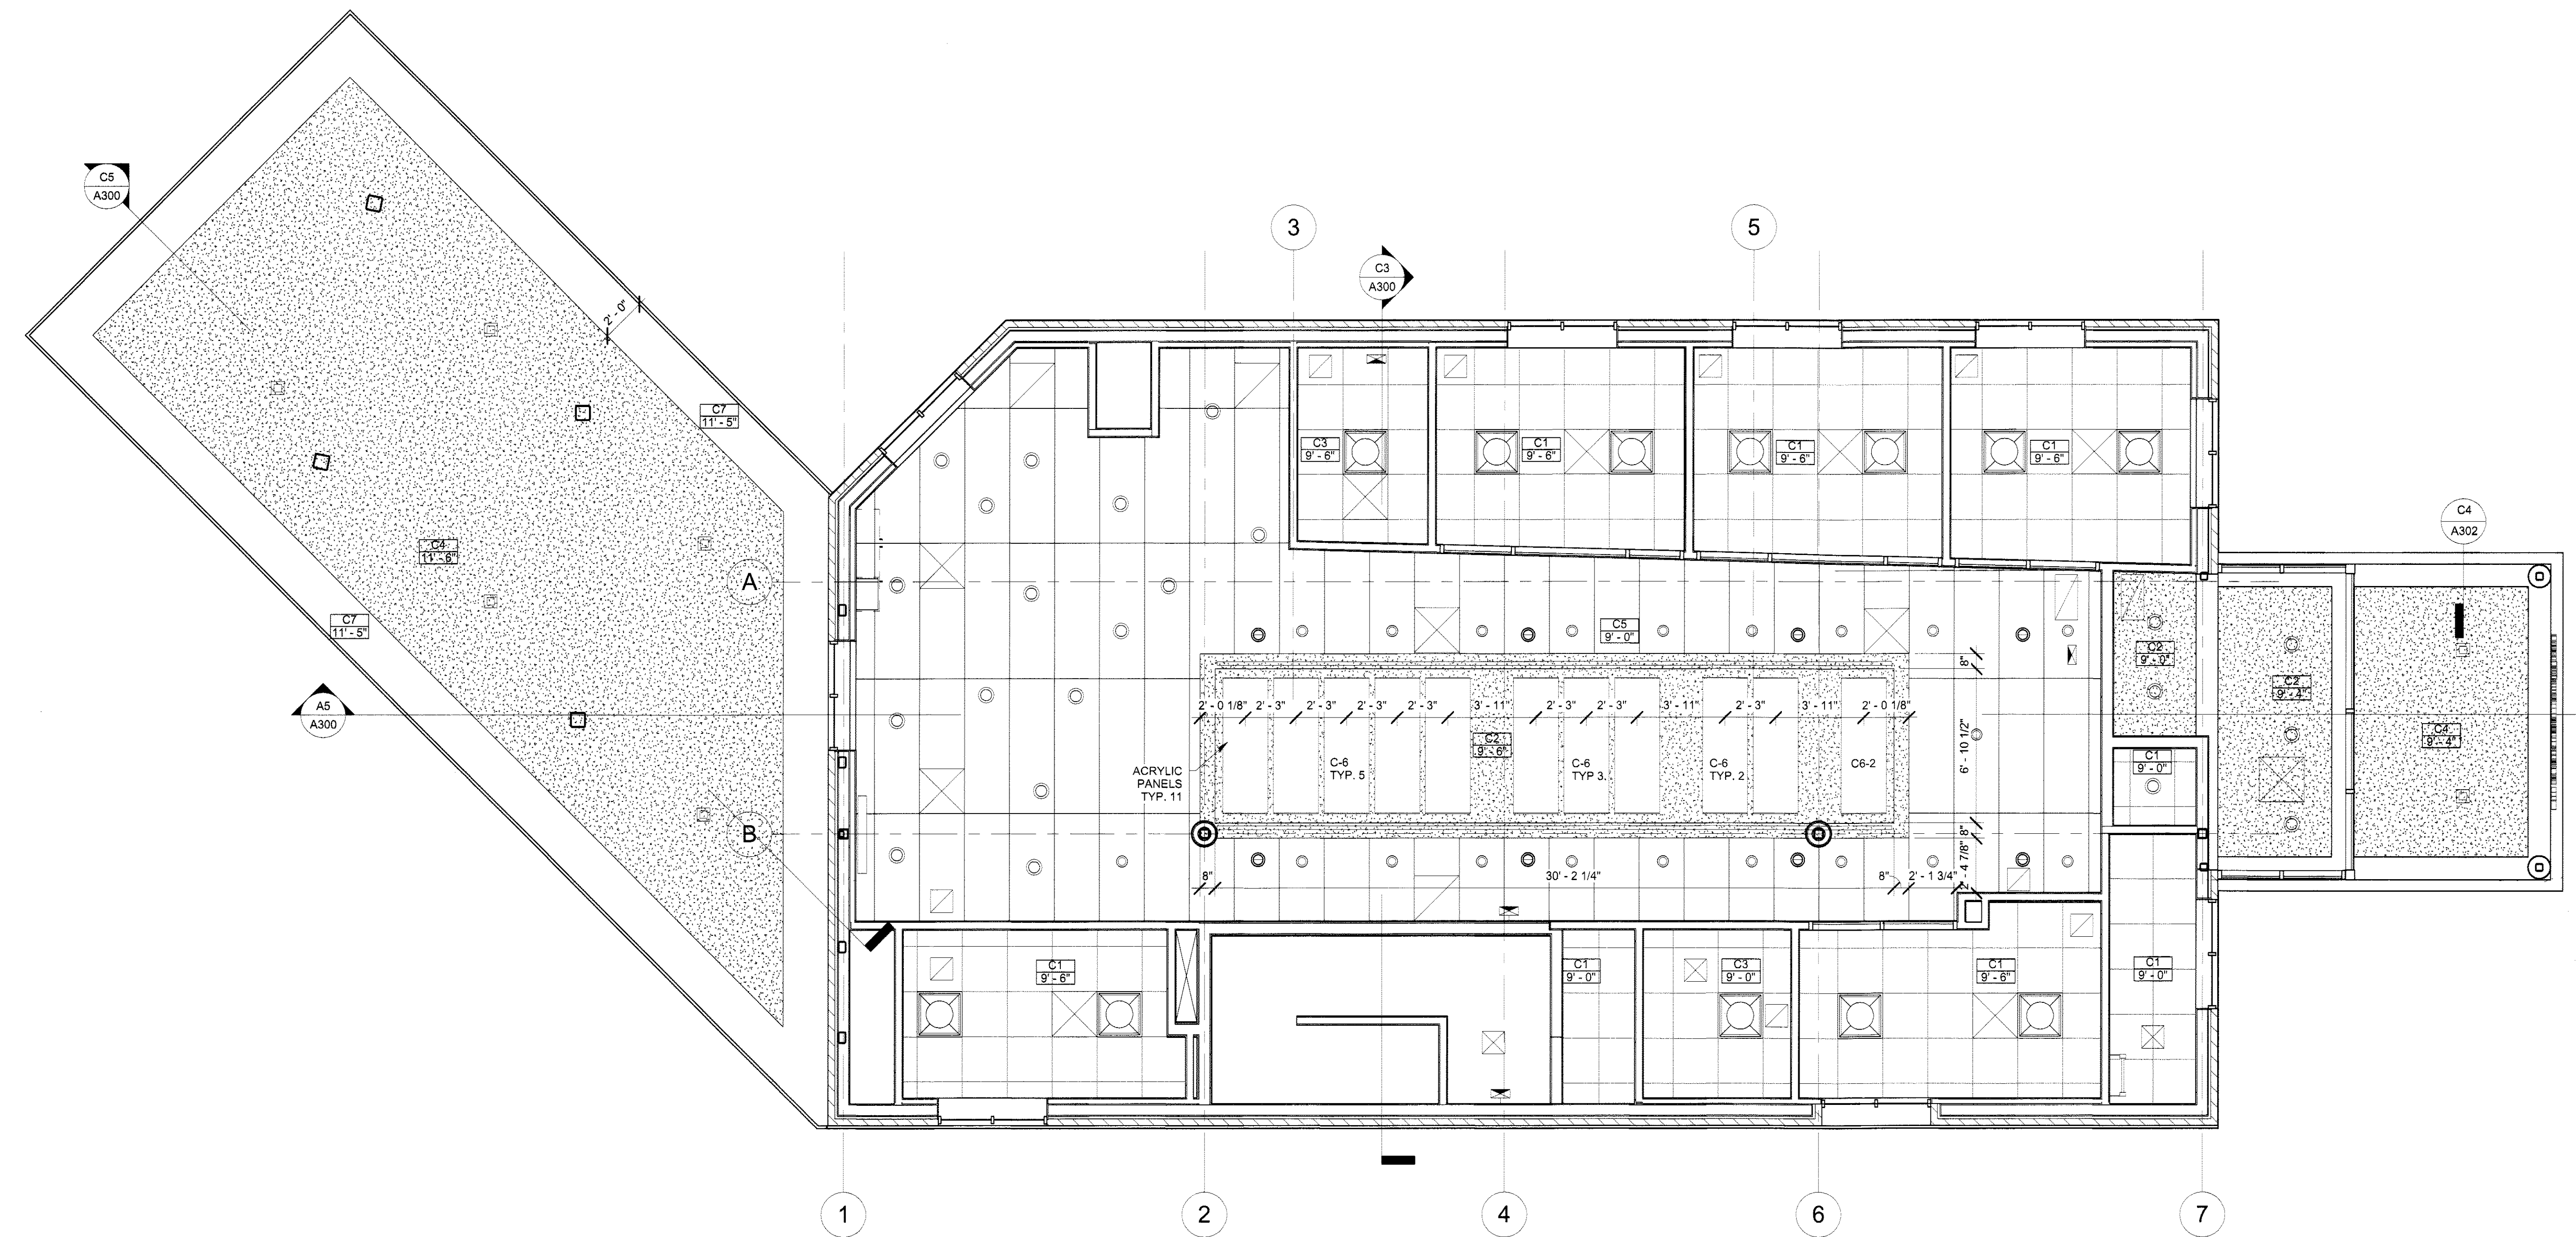 C5
A300
3
5
C3
A300
2' - 0"
C7
11' - 5"
C3
9' - 6"
C1
9' - 6"
C1
9' - 6"
C1
9' - 6"
C4
A302
C4
11' - 6"
A
C7
11' - 5"
C5
9' - 0"
8"
C2
9' - 0"
C2
9' - 4"
A5
A300
2' - 0 1/8" 2' - 3" 2' - 3" 2' - 3" 2' - 3" 3' - 11" 2' - 3" 2' - 3" 3' - 11" 2' - 3" 3' - 11" 2' - 0 1/8"
C2
9' - 6"
6' - 10 1/2"
C4
9' - 4"
ACRYLIC
PANELS
TYP. 11
C-6
TYP. 5
C-6
TYP 3.
C-6
TYP. 2
C6-2
C1
9' - 0"
B
8"
2' - 4 7/8"
8" 30' - 2 1/4" 8" 2' - 1 3/4"
C1
9' - 6"
C1
9' - 0"
C3
9' - 0"
C1
9' - 6"
C1
9' - 0"
1
2
4
6
7